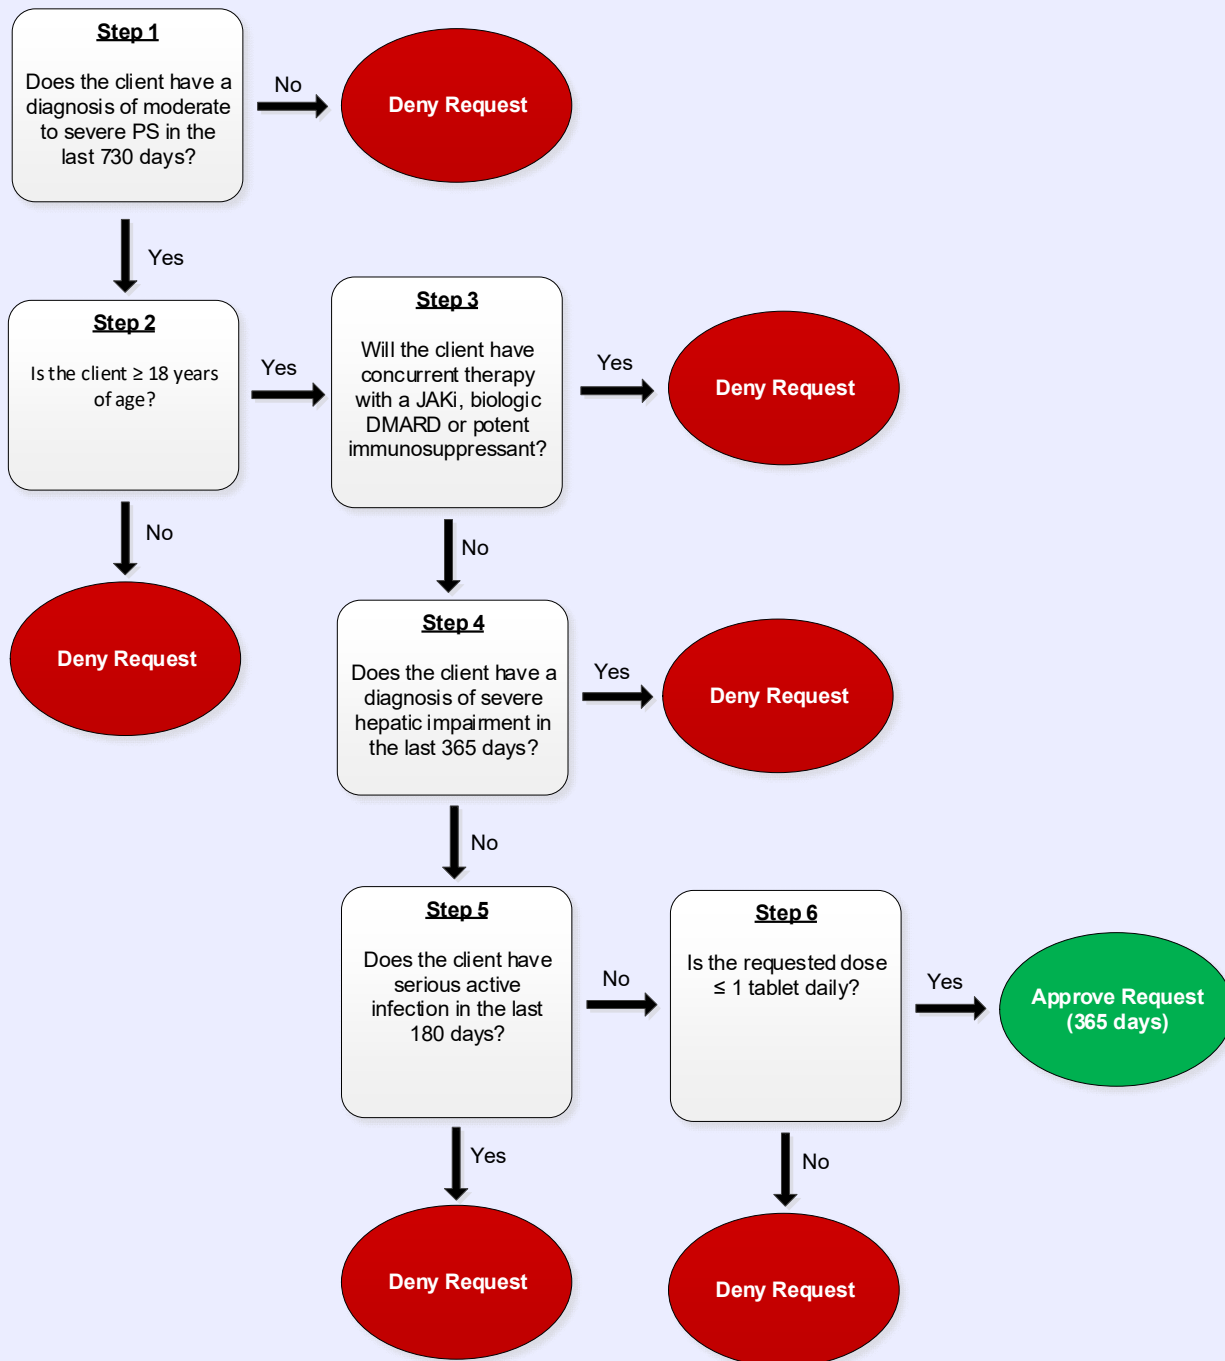 Step 1
Does the client have a
diagnosis of moderate
to severe PS in the
last 730 days?
No
Deny Request
Yes
Step 2
Is the client ≥ 18 years
of age?
Yes
No
Deny Request
Step 3
Will the client have
concurrent therapy
with a JAKi, biologic
DMARD or potent
immunosuppressant?
Yes
Deny Request
No
Step 4
Does the client have a
diagnosis of severe
hepatic impairment in
the last 365 days?
Yes
Deny Request
No
Step 5
Does the client have
serious active
infection in the last
180 days?
Yes
Deny Request
No
Step 6
Is the requested dose
≤ 1 tablet daily?
Yes
Approve Request
(365 days)
No
Deny Request